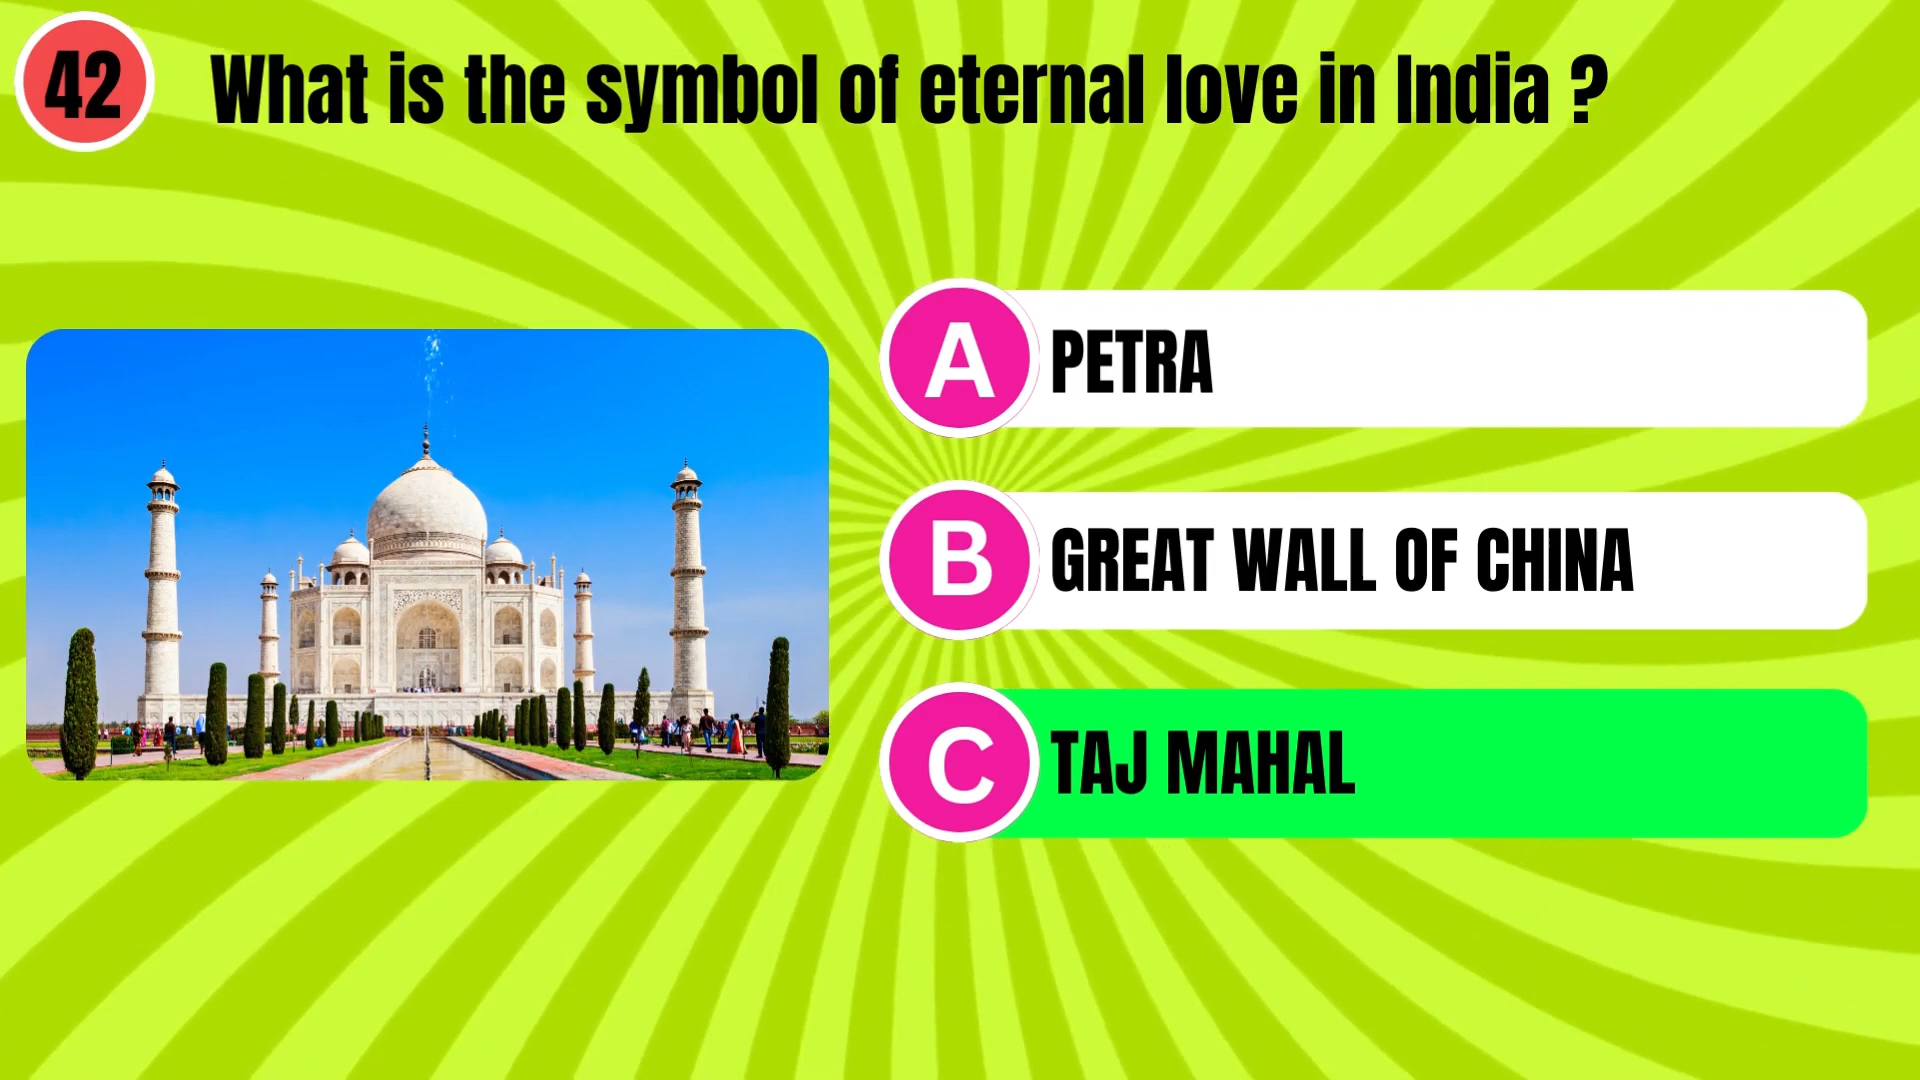 42
What is the symbol of eternal love in India ?
A PETRA
B GREAT WALL OF CHINA
C TAJ MAHAL